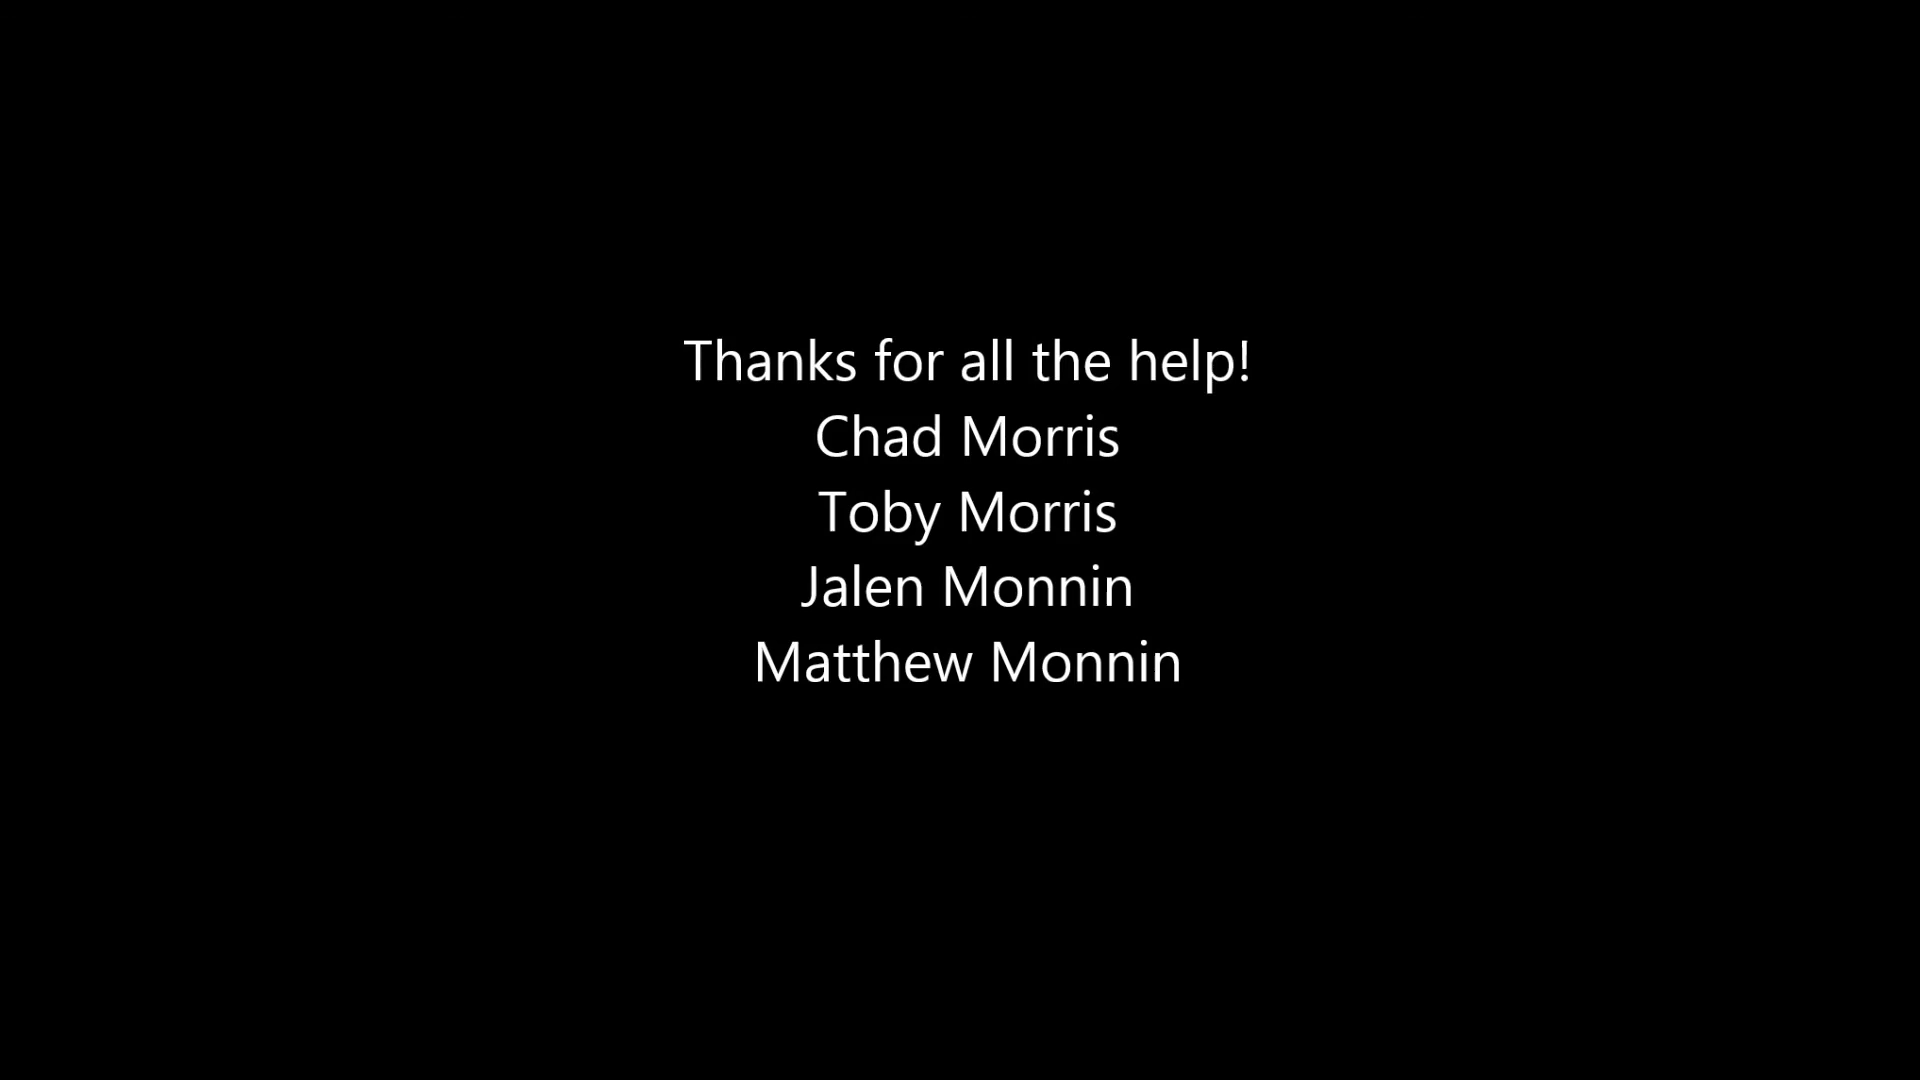 Thanks for all the help!
Chad Morris
Toby Morris
Jalen Monnin
Matthew Monnin